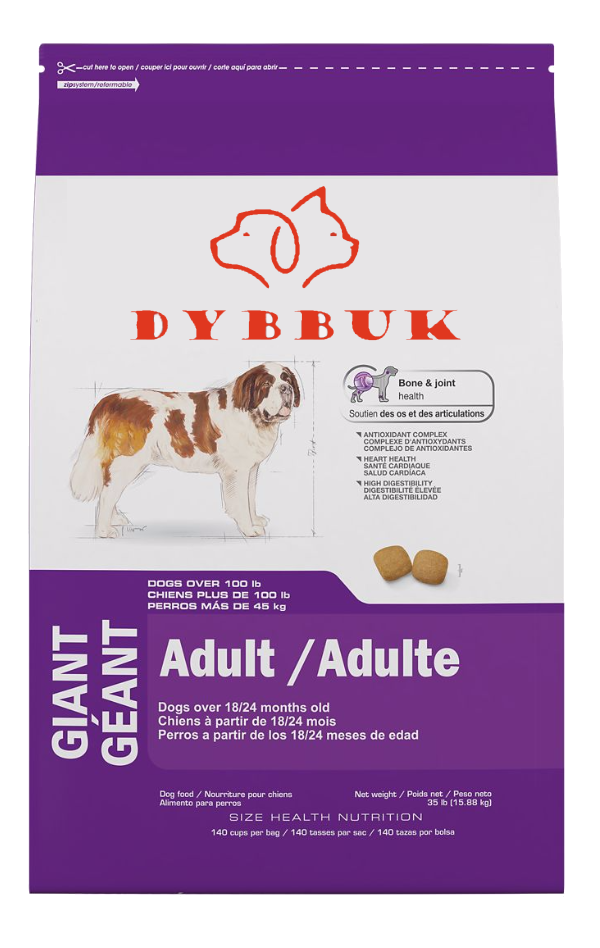 cut here to open / couper ici pour ouvrir / corte aquí para abrir
zipsystem/refermable
DYBBUK
Bone & joint
health
Soutien des os et des articulations
ANTIOXIDANT COMPLEX
COMPLEXE D'ANTIOXYDANTS
COMPLEJO DE ANTIOXIDANTES
HEART HEALTH
SANTÉ CARDIAQUE
SALUD CARDÍACA
HIGH DIGESTIBILITY
DIGESTIBILITÉ ÉLEVÉE
ALTA DIGESTIBILIDAD
DOGS OVER 100 lb
CHIENS PLUS DE 100 lb
PERROS MÁS DE 45 kg
GIANT
GÉANT
Adult / Adulte
Dogs over 18/24 months old
Chiens à partir de 18/24 mois
Perros a partir de los 18/24 meses de edad
Dog food / Nourriture pour chiens
Alimento para perros
Net weight / Poids net / Peso neto
35 lb (15.88 kg)
SIZE HEALTH NUTRITION
140 cups per bag / 140 tasses par sac / 140 tazas por bolsa